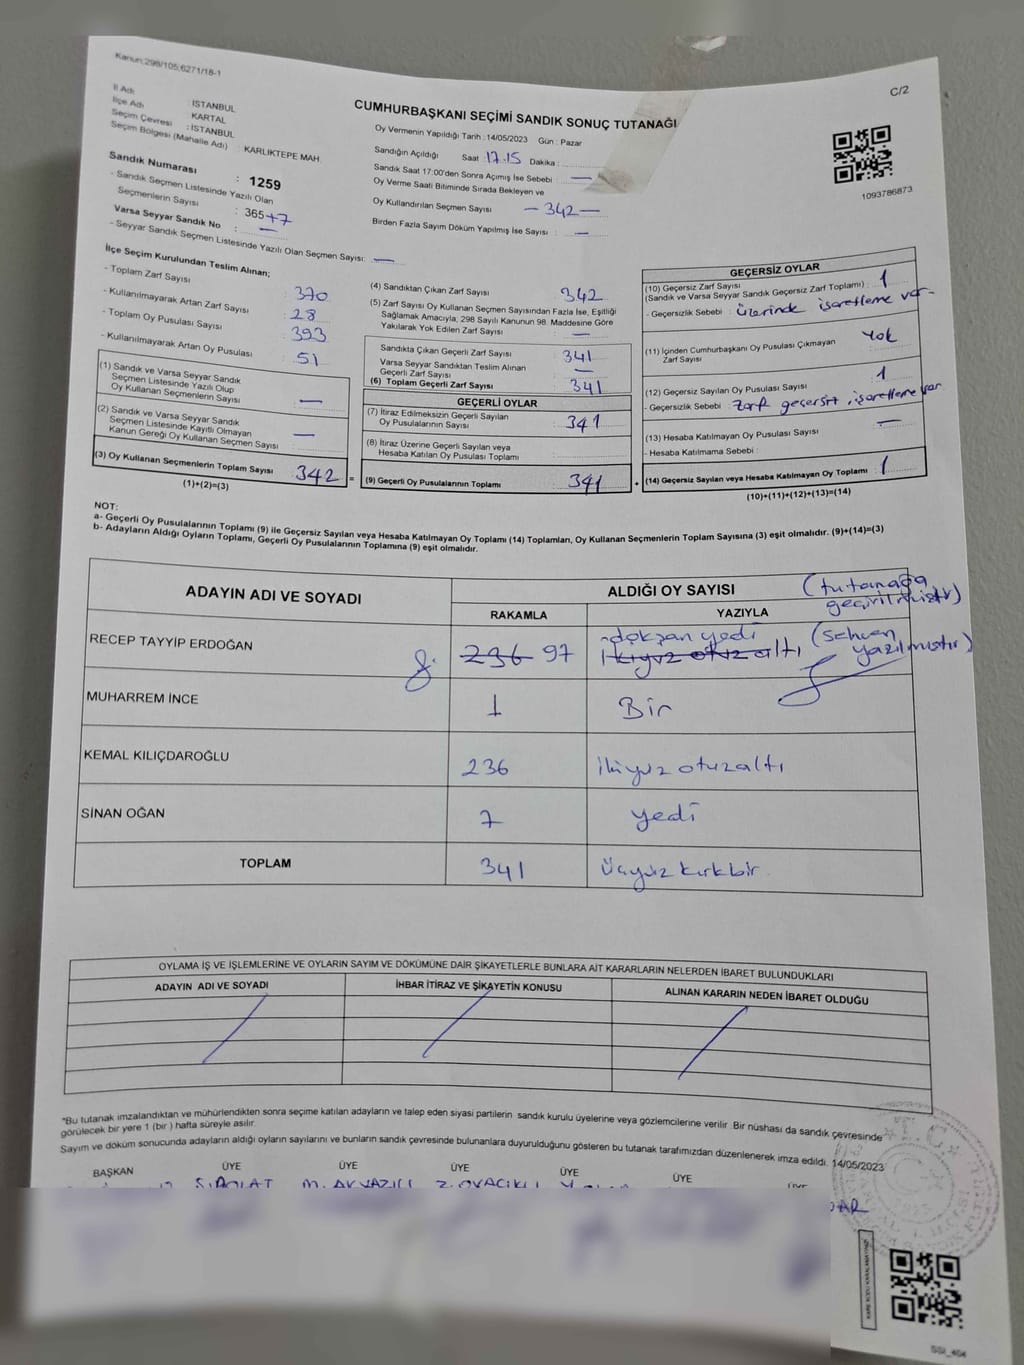 Kanun:298/105;6271/18-1
C/2
İl Adı : İSTANBUL
İlçe Adı KARTAL
Seçim Çevresi : İSTANBUL
Seçim Bölgesi (Mahalle Adı) KARLIKTEPE MAH.
Sandık Numarası : 1259
- Sandık Seçmen Listesinde Yazılı Olan
Seçmenlerin Sayısı : 365+7
Varsa Seyyar Sandık No : —
- Seyyar Sandık Seçmen Listesinde Yazılı Olan Seçmen Sayısı: —
CUMHURBAŞKANI SEÇİMİ SANDIK SONUÇ TUTANAĞI
Oy Vermenin Yapıldığı Tarih : 14/05/2023 Gün : Pazar
Sandığın Açıldığı Saat 17.15 Dakika :
Sandık Saat 17:00'den Sonra Açımış İse Sebebi : —
Oy Verme Saati Bitiminde Sırada Bekleyen ve
Oy Kullandırılan Seçmen Sayısı — 342 —
Birden Fazla Sayım Döküm Yapılmış İse Sayısı : —
1093786873
İlçe Seçim Kurulundan Teslim Alınan;
- Toplam Zarf Sayısı 370
- Kullanılmayarak Artan Zarf Sayısı 28
- Toplam Oy Pusulası Sayısı 393
- Kullanılmayarak Artan Oy Pusulası 51
(1) Sandık ve Varsa Seyyar Sandık
Seçmen Listesinde Yazılı Olup
Oy Kullanan Seçmenlerin Sayısı —
(2) Sandık ve Varsa Seyyar Sandık
Seçmen Listesinde Kayıtlı Olmayan
Kanun Gereği Oy Kullanan Seçmen Sayısı —
(3) Oy Kullanan Seçmenlerin Toplam Sayısı 342 =
(1)+(2)=(3)
(4) Sandıktan Çıkan Zarf Sayısı 342
(5) Zarf Sayısı Oy Kullanan Seçmen Sayısından Fazla İse, Eşitliği
Sağlamak Amacıyla; 298 Sayılı Kanunun 98. Maddesine Göre
Yakılarak Yok Edilen Zarf Sayısı : —
Sandıkta Çıkan Geçerli Zarf Sayısı 341
Varsa Seyyar Sandıktan Teslim Alınan
Geçerli Zarf Sayısı —
(6) Toplam Geçerli Zarf Sayısı 341
GEÇERLİ OYLAR
(7) İtiraz Edilmeksizin Geçerli Sayılan
Oy Pusulalarının Sayısı 341
(8) İtiraz Üzerine Geçerli Sayılan veya
Hesaba Katılan Oy Pusulası Toplamı
(9) Geçerli Oy Pusulalarının Toplamı 341 +
GEÇERSİZ OYLAR
(10) Geçersiz Zarf Sayısı
(Sandık ve Varsa Seyyar Sandık Geçersiz Zarf Toplamı) : 1
- Geçersizlik Sebebi : üzerinde işaretleme var.
(11) İçinden Cumhurbaşkanı Oy Pusulası Çıkmayan
Zarf Sayısı Yok
(12) Geçersiz Sayılan Oy Pusulası Sayısı 1
- Geçersizlik Sebebi Zarf geçersiz, işaretleme var
(13) Hesaba Katılmayan Oy Pusulası Sayısı —
- Hesaba Katılmama Sebebi :
(14) Geçersiz Sayılan veya Hesaba Katılmayan Oy Toplamı 1
(10)+(11)+(12)+(13)=(14)
NOT:
a- Geçerli Oy Pusulalarının Toplamı (9) ile Geçersiz Sayılan veya Hesaba Katılmayan Oy Toplamı (14) Toplamları, Oy Kullanan Seçmenlerin Toplam Sayısına (3) eşit olmalıdır. (9)+(14)=(3)
b- Adayların Aldığı Oyların Toplamı, Geçerli Oy Pusulalarının Toplamına (9) eşit olmalıdır.
ADAYIN ADI VE SOYADI
ALDIĞI OY SAYISI
RAKAMLA YAZIYLA
(tutanağa geçirilmiştir)
RECEP TAYYİP ERDOĞAN 236 97 doksan yedi ikiyüz otuz altı (sehven yazılmıştır)
MUHARREM İNCE 1 Bir
KEMAL KILIÇDAROĞLU 236 ikiyüz otuzaltı
SİNAN OĞAN 7 yedi
TOPLAM 341 üçyüz kırkbir
OYLAMA İŞ VE İŞLEMLERİNE VE OYLARIN SAYIM VE DÖKÜMÜNE DAİR ŞİKAYETLERLE BUNLARA AİT KARARLARIN NELERDEN İBARET BULUNDUKLARI
ADAYIN ADI VE SOYADI İHBAR İTİRAZ VE ŞİKAYETİN KONUSU ALINAN KARARIN NEDEN İBARET OLDUĞU
*Bu tutanak imzalandıktan ve mühürlendikten sonra seçime katılan adayların ve talep eden siyasi partilerin sandık kurulu üyelerine veya gözlemcilerine verilir. Bir nüshası da sandık çevresinde
görülecek bir yere 1 (bir) hafta süreyle asılır.
Sayım ve döküm sonucunda adayların aldığı oyların sayılarını ve bunların sandık çevresinde bulunanlara duyurulduğunu gösteren bu tutanak tarafımızdan düzenlenerek imza edildi. 14/05/2023
BAŞKAN ÜYE ÜYE ÜYE ÜYE ÜYE ÜYE